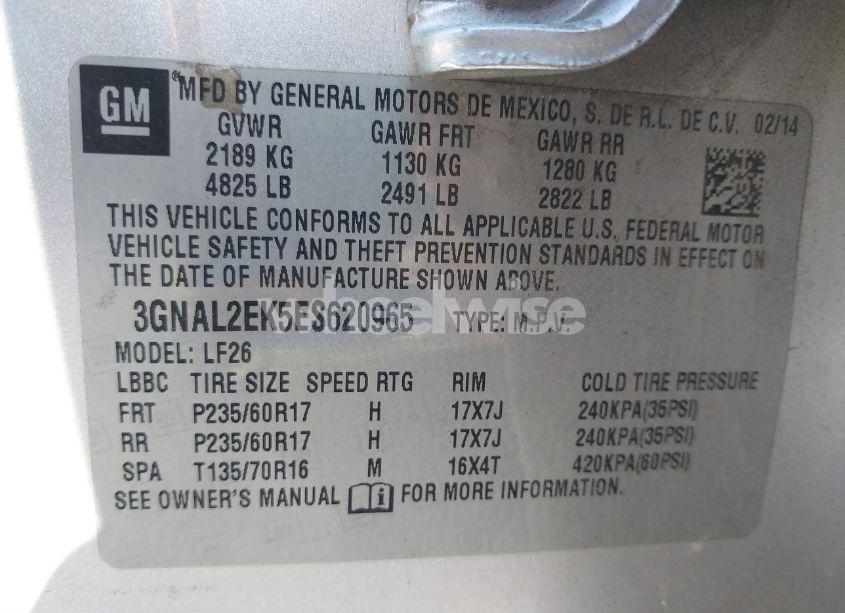 GM
MFD BY GENERAL MOTORS DE MEXICO, S. DE R.L. DE C.V. 02/14
GVWR GAWR FRT GAWR RR
2189 KG 1130 KG 1280 KG
4825 LB 2491 LB 2822 LB
THIS VEHICLE CONFORMS TO ALL APPLICABLE U.S. FEDERAL MOTOR
VEHICLE SAFETY AND THEFT PREVENTION STANDARDS IN EFFECT ON
THE DATE OF MANUFACTURE SHOWN ABOVE.
3GNAL2EK5ES620965 TYPE: M.P.V.
MODEL: LF26
LBBC TIRE SIZE SPEED RTG RIM COLD TIRE PRESSURE
FRT P235/60R17 H 17X7J 240KPA(35PSI)
RR P235/60R17 H 17X7J 240KPA(35PSI)
SPA T135/70R16 M 16X4T 420KPA(60PSI)
SEE OWNER'S MANUAL i FOR MORE INFORMATION.